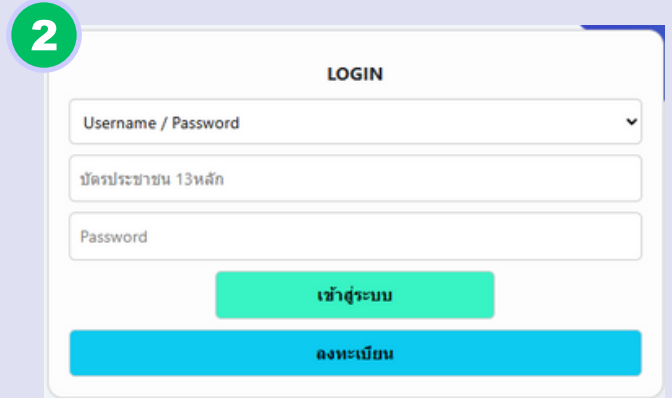 2
LOGIN
Username / Password
บัตรประชาชน 13หลัก
Password
เข้าสู่ระบบ
ลงทะเบียน